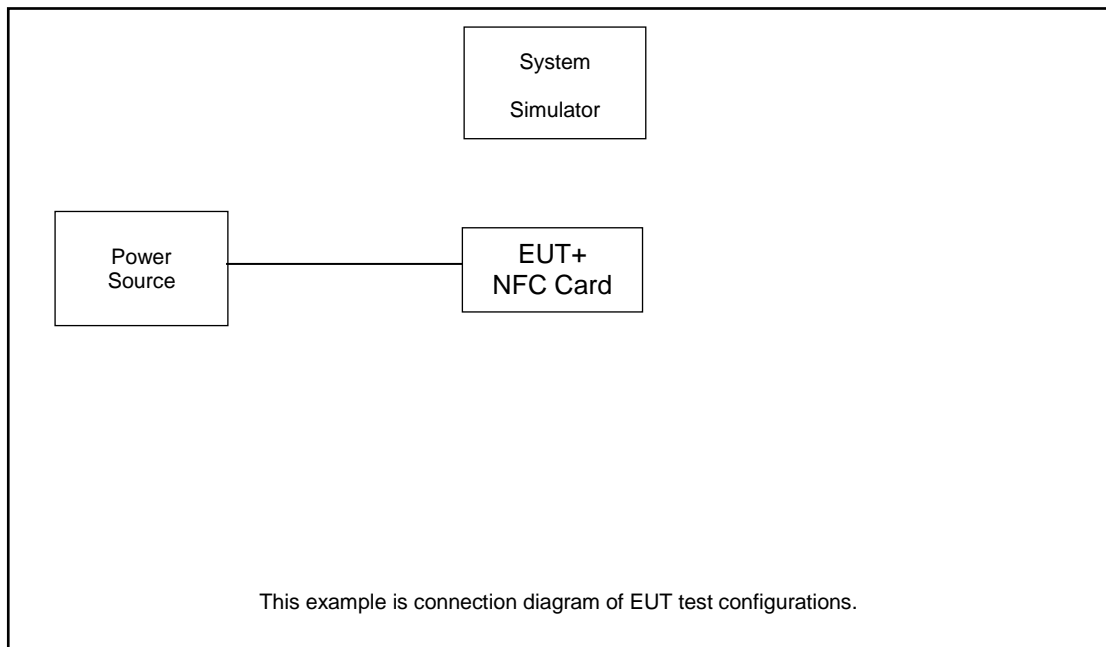 System
Simulator
Power
Source
EUT+
NFC Card
This example is connection diagram of EUT test configurations.